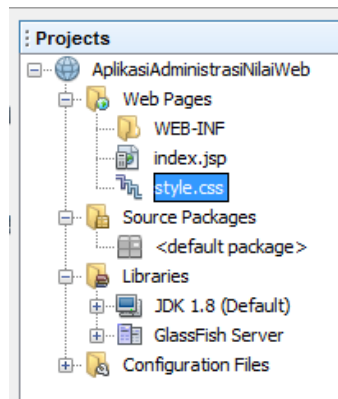 Projects
AplikasiAdministrasiNilaiWeb
Web Pages
WEB-INF
index.jsp
style.css
Source Packages
<default package>
Libraries
JDK 1.8 (Default)
GlassFish Server
Configuration Files